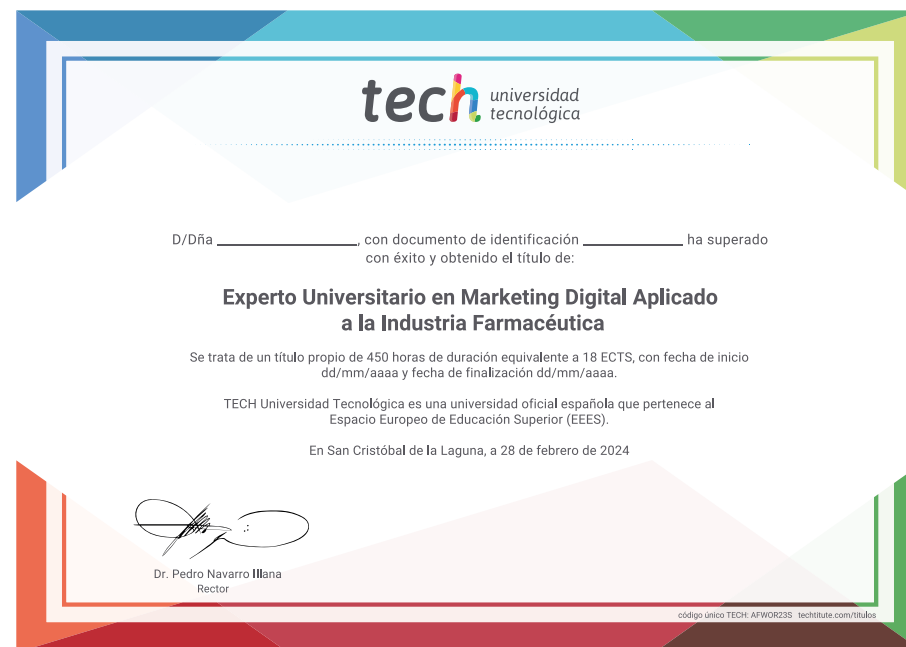 tech universidad
tecnológica
D/Dña ____________________, con documento de identificación ______________ ha superado
con éxito y obtenido el título de:
Experto Universitario en Marketing Digital Aplicado
a la Industria Farmacéutica
Se trata de un título propio de 450 horas de duración equivalente a 18 ECTS, con fecha de inicio
dd/mm/aaaa y fecha de finalización dd/mm/aaaa.
TECH Universidad Tecnológica es una universidad oficial española que pertenece al
Espacio Europeo de Educación Superior (EEES).
En San Cristóbal de la Laguna, a 28 de febrero de 2024
Dr. Pedro Navarro Illana
Rector
código único TECH: AFWOR23S techtitute.com/titulos